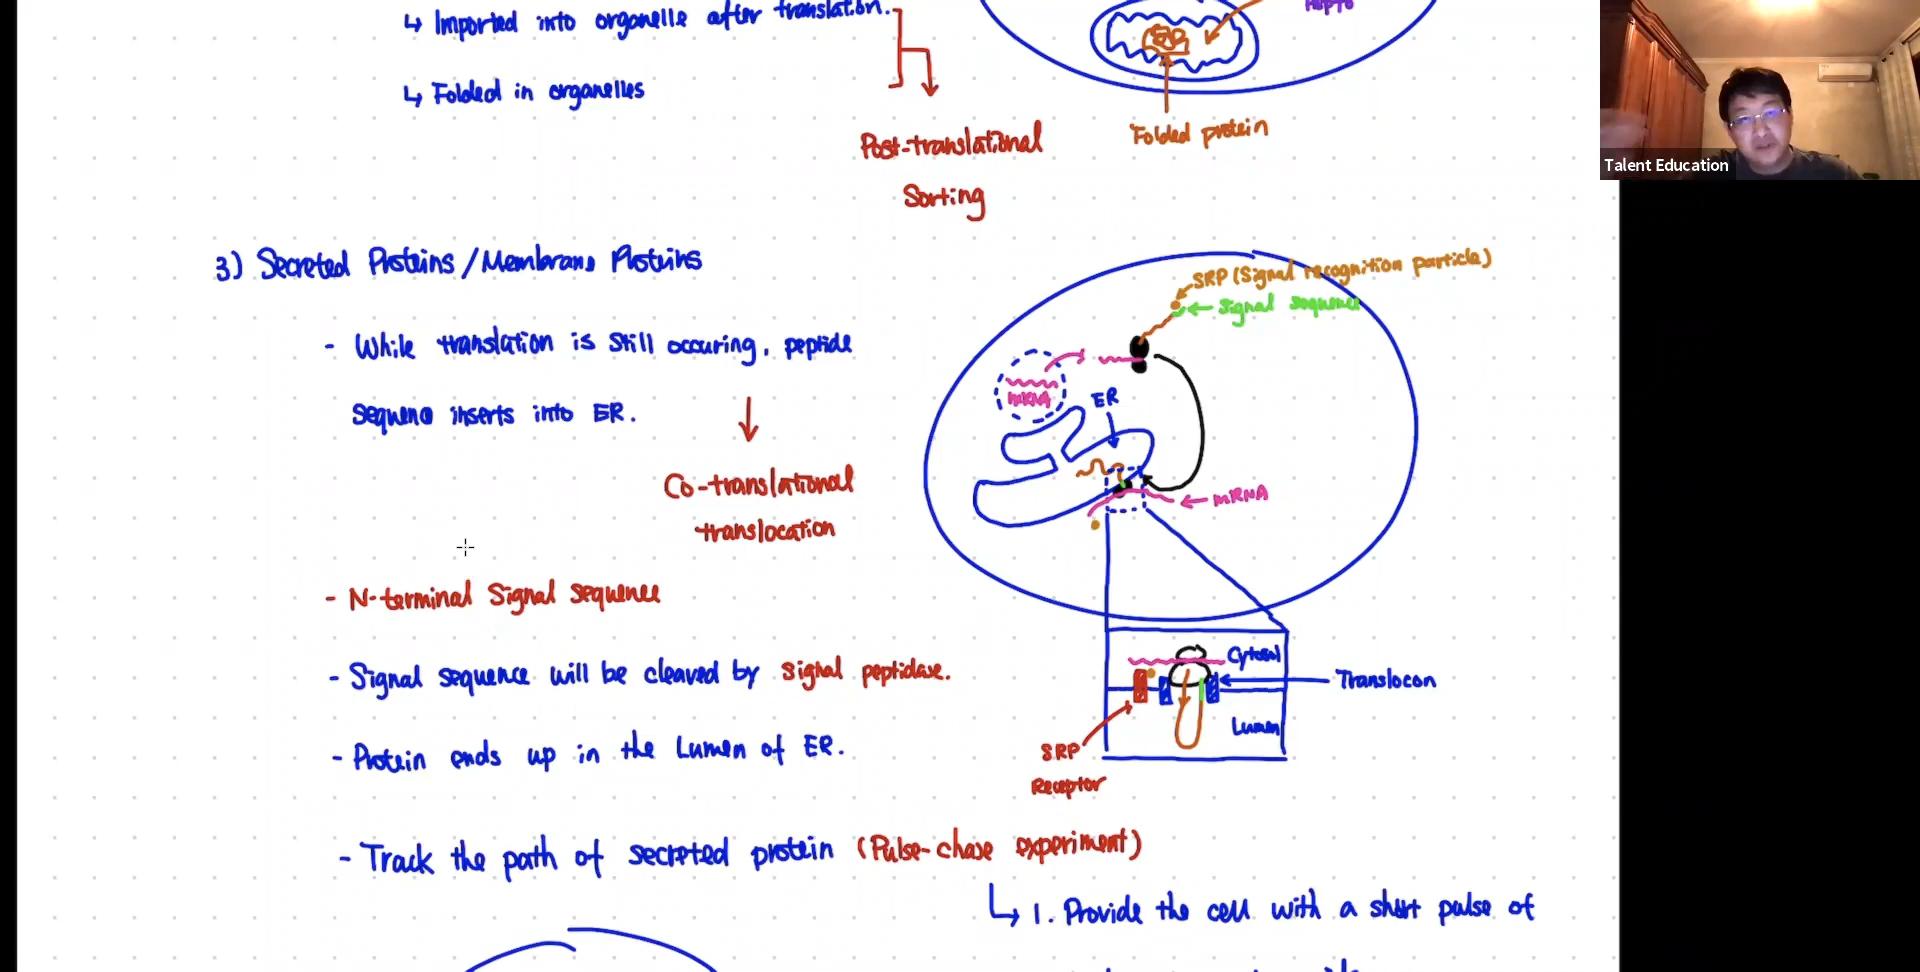 ↳ Imported into organelle after translation.
↳ Folded in organelles
Post-translational
Sorting
Folded protein
Talent Education
3) Secreted Proteins/Membrane Proteins
- While translation is still occuring, peptide
sequence inserts into ER.
Co-translational
translocation
SRP (Signal recognition particle)
Signal sequence
mRNA
ER
mRNA
- N-terminal Signal sequence
- Signal sequence will be cleaved by signal peptidase.
- Protein ends up in the Lumen of ER.
Cytosol
Translocon
Lumen
SRP
Receptor
- Track the path of secreted protein (Pulse-chase experiment)
↳ 1. Provide the cell with a short pulse of